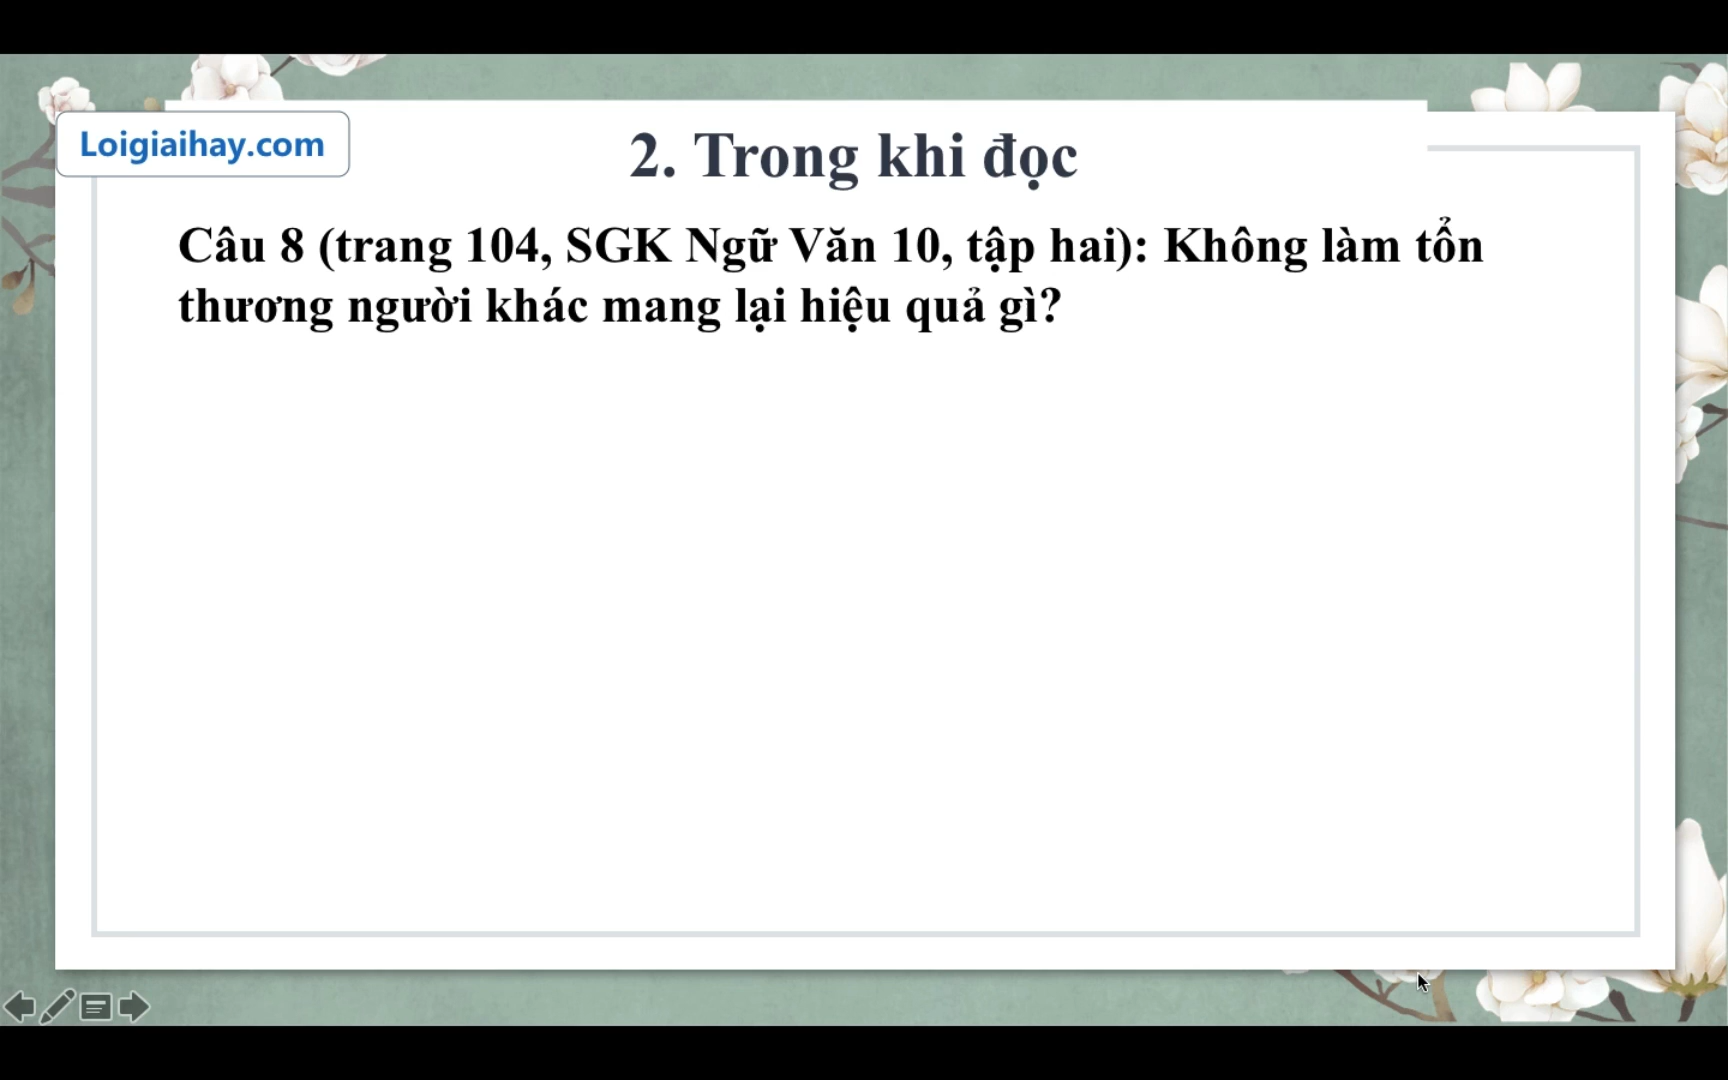 Loigiaihay.com
2. Trong khi đọc
Câu 8 (trang 104, SGK Ngữ Văn 10, tập hai): Không làm tổn
thương người khác mang lại hiệu quả gì?